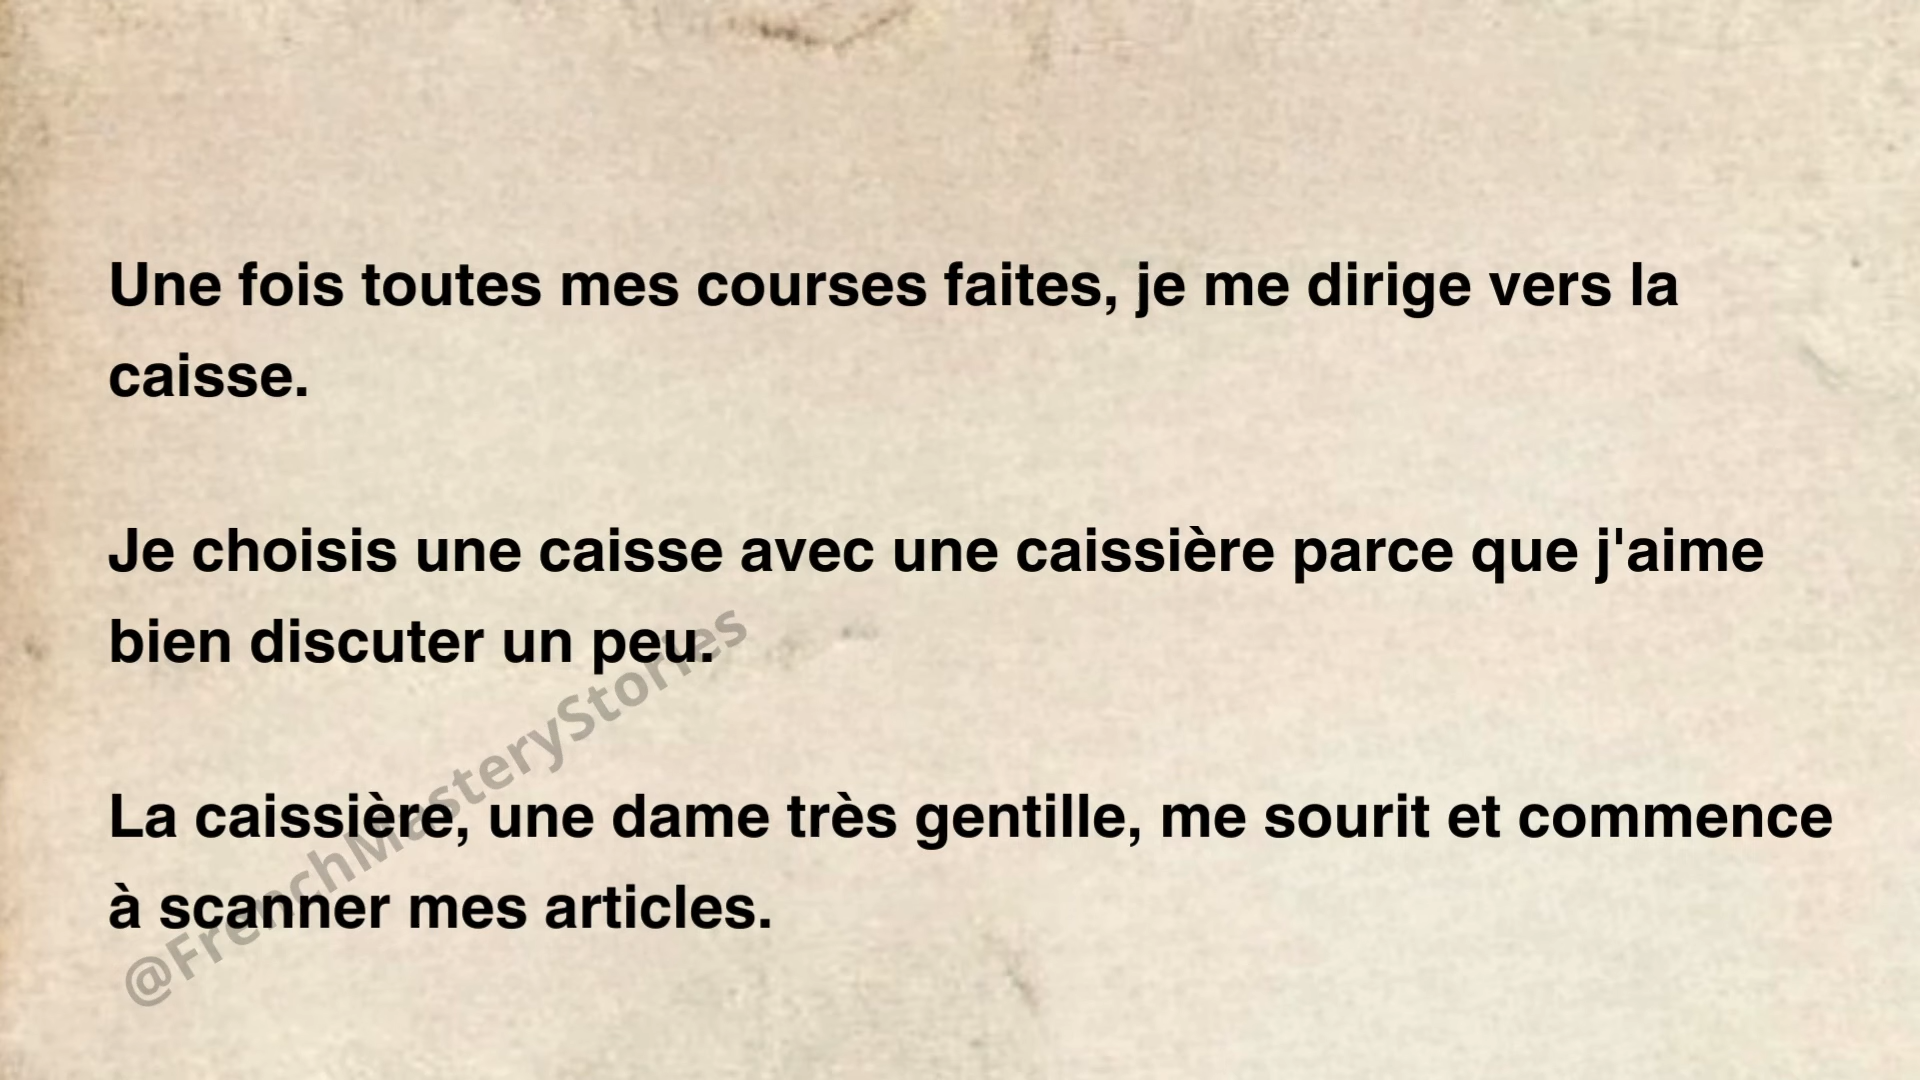 Une fois toutes mes courses faites, je me dirige vers la
caisse.
Je choisis une caisse avec une caissière parce que j'aime
bien discuter un peu.
La caissière, une dame très gentille, me sourit et commence
à scanner mes articles.
@FrenchMasteryStories